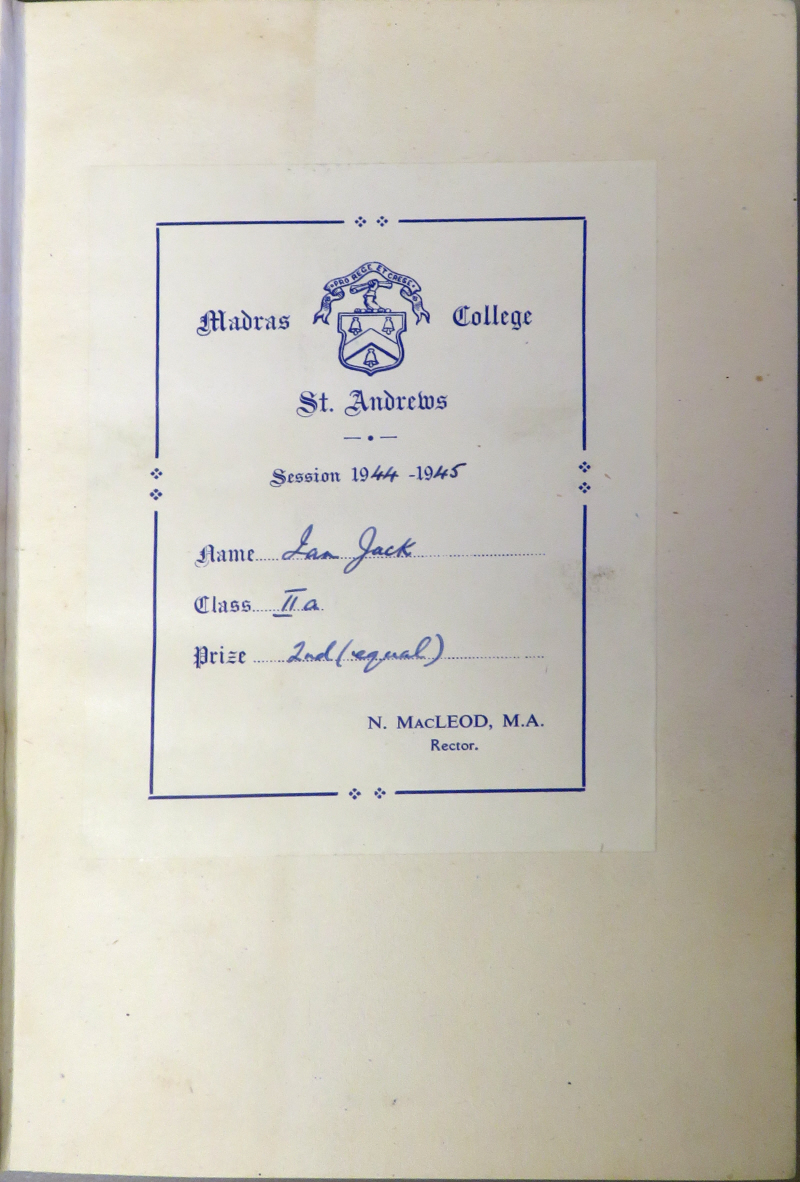 PRO REGE ET GREGE
Madras College
St. Andrews
Session 1944-1945
Name Ian Jack
Class IIa
Prize 2nd (equal)
N. MACLEOD, M.A.
Rector.